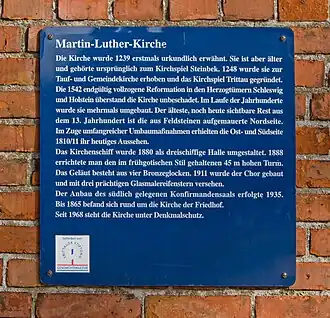 Martin-Luther-Kirche
Die Kirche wurde 1239 erstmals urkundlich erwähnt. Sie ist aber älter
und gehörte ursprünglich zum Kirchspiel Steinbek. 1248 wurde sie zur
Tauf- und Gemeindekirche erhoben und das Kirchspiel Trittau gegründet.
Die 1542 endgültig vollzogene Reformation in den Herzogtümern Schleswig
und Holstein überstand die Kirche unbeschadet. Im Laufe der Jahrhunderte
wurde sie mehrmals umgebaut. Der älteste, noch heute sichtbare Rest aus
dem 13. Jahrhundert ist die aus Feldsteinen aufgemauerte Nordseite.
Im Zuge umfangreicher Umbaumaßnahmen erhielten die Ost- und Südseite
1810/11 ihr heutiges Aussehen.
Das Kirchenschiff wurde 1880 als dreischiffige Halle umgestaltet. 1888
errichtete man den im frühgotischen Stil gehaltenen 45 m hohen Turm.
Das Geläut besteht aus vier Bronzeglocken. 1911 wurde der Chor gebaut
und mit drei prächtigen Glasmalereifenstern versehen.
Der Anbau des südlich gelegenen Konfirmandensaals erfolgte 1935.
Bis 1865 befand sich rund um die Kirche der Friedhof.
Seit 1968 steht die Kirche unter Denkmalschutz.